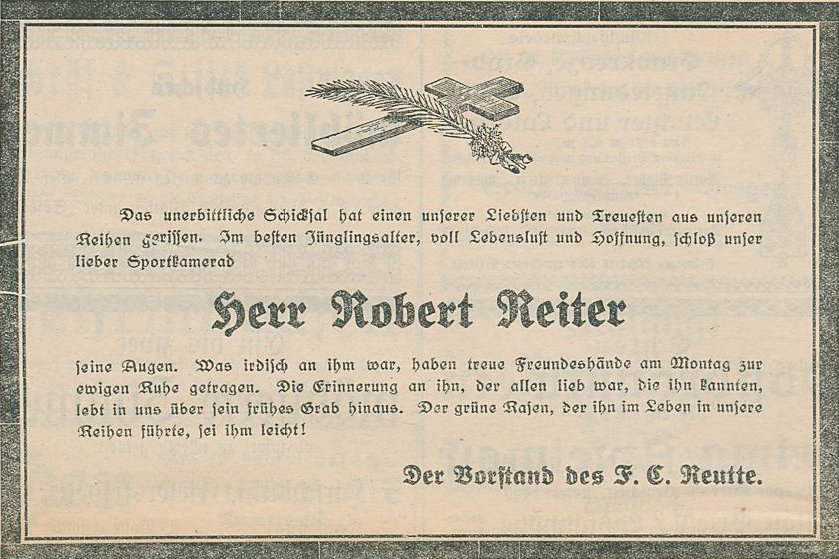 Das unerbittliche Schicksal hat einen unserer Liebsten und Treuesten aus unseren
Reihen gerissen. Im besten Jünglingsalter, voll Lebenslust und Hoffnung, schloß unser
lieber Sportkamerad
Herr Robert Reiter
seine Augen. Was irdisch an ihm war, haben treue Freundeshände am Montag zur
ewigen Ruhe getragen. Die Erinnerung an ihn, der allen lieb war, die ihn kannten,
lebt in uns über sein frühes Grab hinaus. Der grüne Rasen, der ihn im Leben in unsere
Reihen führte, sei ihm leicht!
Der Vorstand des F. C. Reutte.